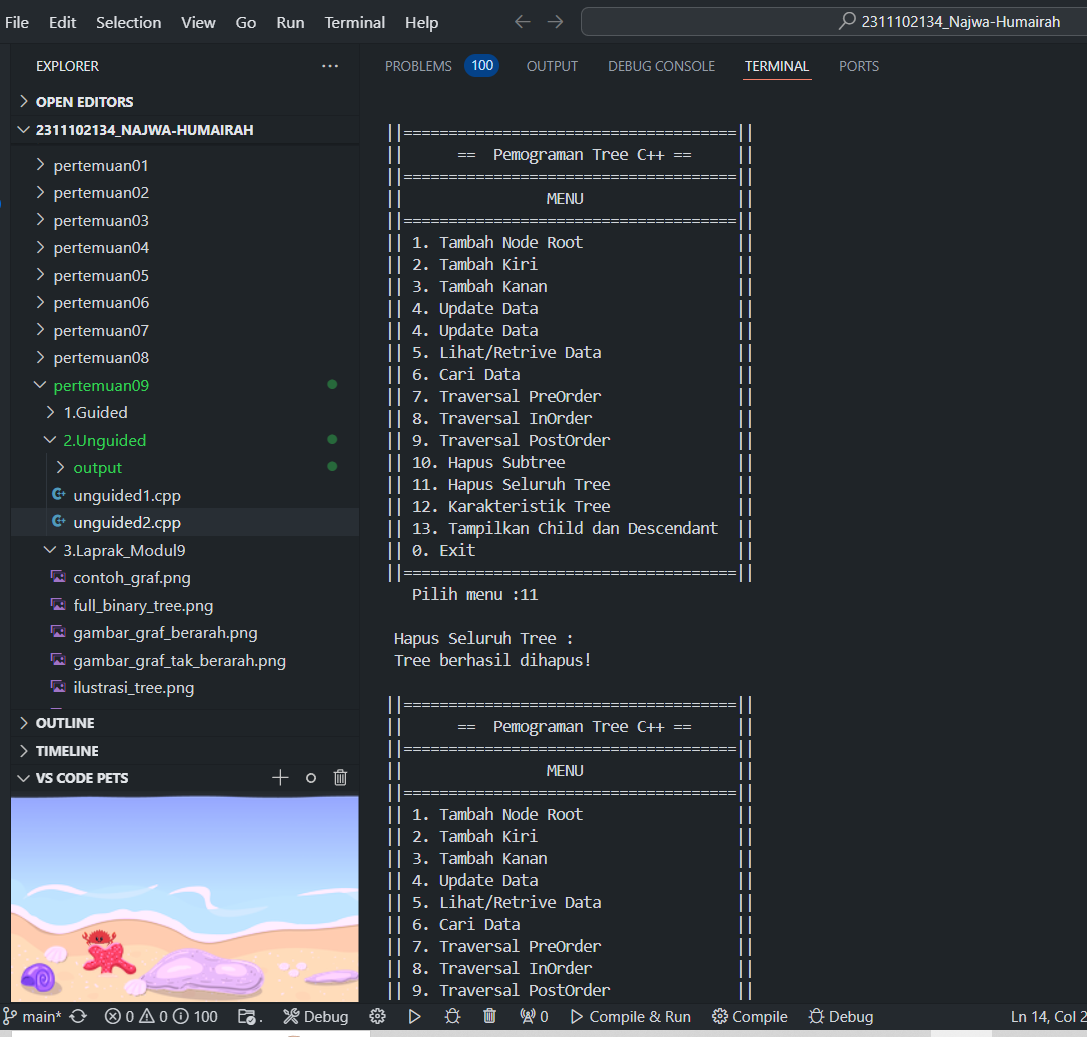 File Edit Selection View Go Run Terminal Help 2311102134_Najwa-Humairah
EXPLORER
OPEN EDITORS
2311102134_NAJWA-HUMAIRAH
pertemuan01
pertemuan02
pertemuan03
pertemuan04
pertemuan05
pertemuan06
pertemuan07
pertemuan08
pertemuan09
1.Guided
2.Unguided
output
unguided1.cpp
unguided2.cpp
3.Laprak_Modul9
contoh_graf.png
full_binary_tree.png
gambar_graf_berarah.png
gambar_graf_tak_berarah.png
ilustrasi_tree.png
OUTLINE
TIMELINE
VS CODE PETS
PROBLEMS 100 OUTPUT DEBUG CONSOLE TERMINAL PORTS
||=====================================||
||      ==  Pemograman Tree C++ ==     ||
||=====================================||
||                MENU                 ||
||=====================================||
|| 1. Tambah Node Root                 ||
|| 2. Tambah Kiri                      ||
|| 3. Tambah Kanan                     ||
|| 4. Update Data                      ||
|| 4. Update Data                      ||
|| 5. Lihat/Retrive Data               ||
|| 6. Cari Data                        ||
|| 7. Traversal PreOrder               ||
|| 8. Traversal InOrder                ||
|| 9. Traversal PostOrder              ||
|| 10. Hapus Subtree                   ||
|| 11. Hapus Seluruh Tree              ||
|| 12. Karakteristik Tree              ||
|| 13. Tampilkan Child dan Descendant  ||
|| 0. Exit                             ||
||=====================================||
Pilih menu :11
Hapus Seluruh Tree :
Tree berhasil dihapus!
||=====================================||
||      ==  Pemograman Tree C++ ==     ||
||=====================================||
||                MENU                 ||
||=====================================||
|| 1. Tambah Node Root                 ||
|| 2. Tambah Kiri                      ||
|| 3. Tambah Kanan                     ||
|| 4. Update Data                      ||
|| 5. Lihat/Retrive Data               ||
|| 6. Cari Data                        ||
|| 7. Traversal PreOrder               ||
|| 8. Traversal InOrder                ||
|| 9. Traversal PostOrder              ||
main* 0 0 100 . Debug 0 Compile & Run Compile Debug Ln 14, Col 2